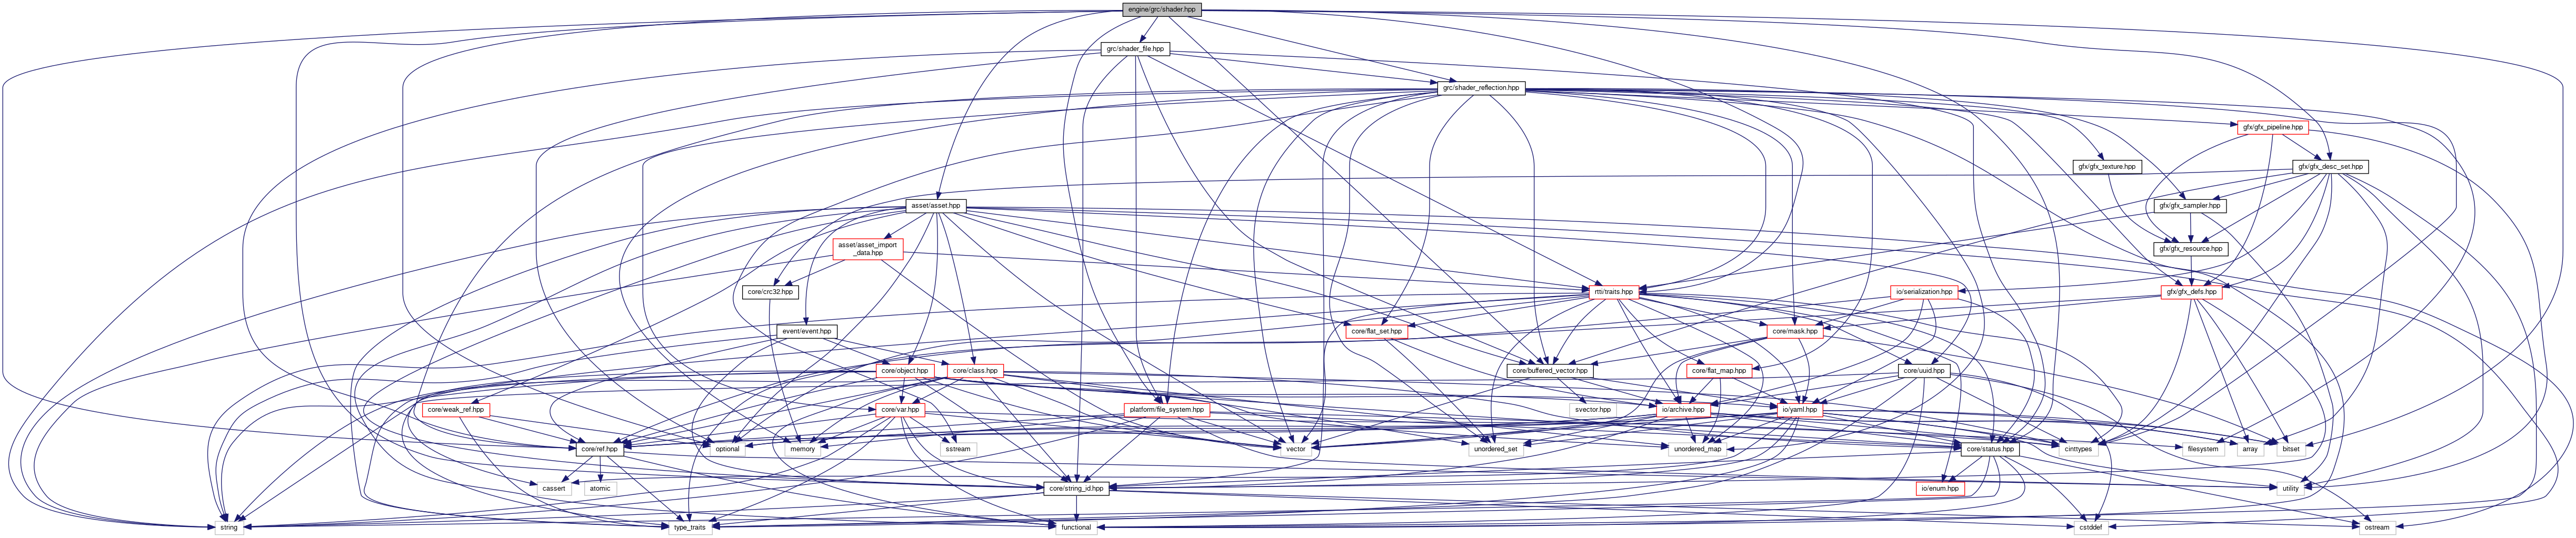 engine/grc/shader.hpp
grc/shader_file.hpp
grc/shader_reflection.hpp
gfx/gfx_pipeline.hpp
gfx/gfx_texture.hpp
gfx/gfx_desc_set.hpp
asset/asset.hpp
gfx/gfx_sampler.hpp
asset/asset_import
_data.hpp
gfx/gfx_resource.hpp
core/crc32.hpp
rtti/traits.hpp
io/serialization.hpp
gfx/gfx_defs.hpp
event/event.hpp
core/flat_set.hpp
core/mask.hpp
core/object.hpp
core/class.hpp
core/buffered_vector.hpp
core/flat_map.hpp
core/uuid.hpp
core/weak_ref.hpp
core/var.hpp
platform/file_system.hpp
svector.hpp
io/archive.hpp
io/yaml.hpp
core/ref.hpp
optional
memory
sstream
vector
unordered_set
unordered_map
core/status.hpp
cinttypes
filesystem
array
bitset
cassert
atomic
core/string_id.hpp
io/enum.hpp
utility
string
type_traits
functional
cstddef
ostream